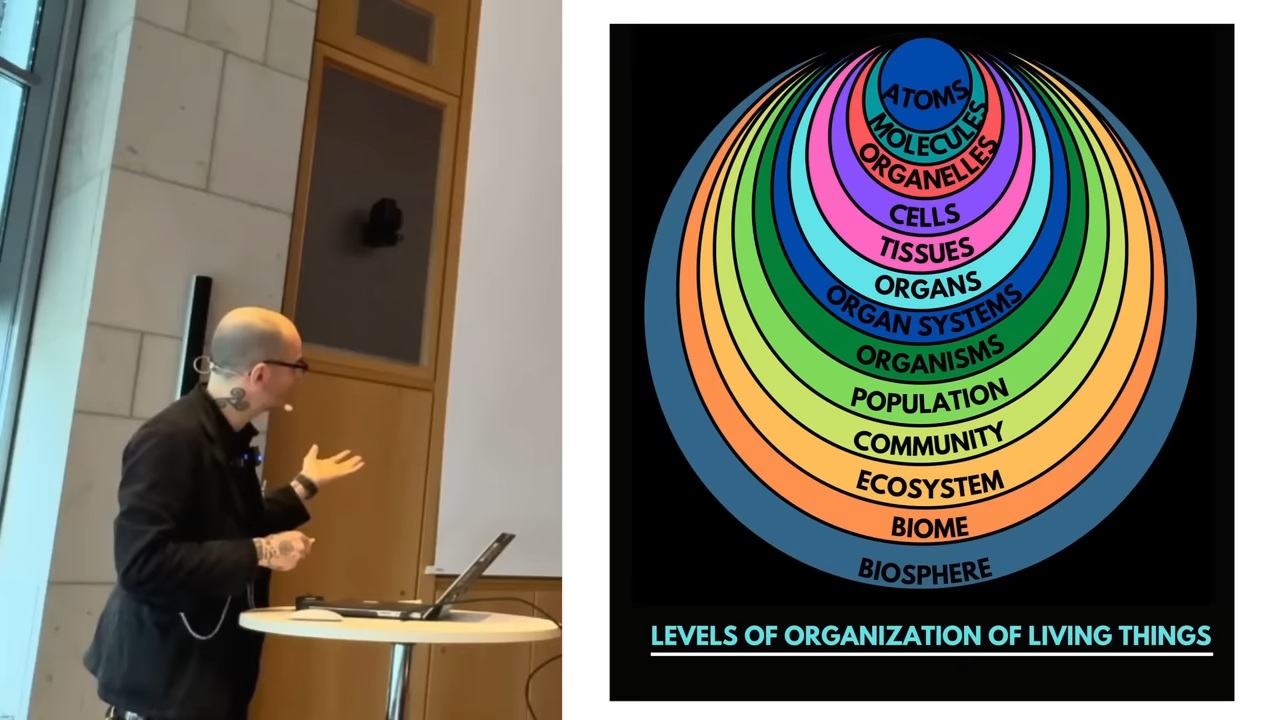 ATOMS
MOLECULES
ORGANELLES
CELLS
TISSUES
ORGANS
ORGAN SYSTEMS
ORGANISMS
POPULATION
COMMUNITY
ECOSYSTEM
BIOME
BIOSPHERE
LEVELS OF ORGANIZATION OF LIVING THINGS